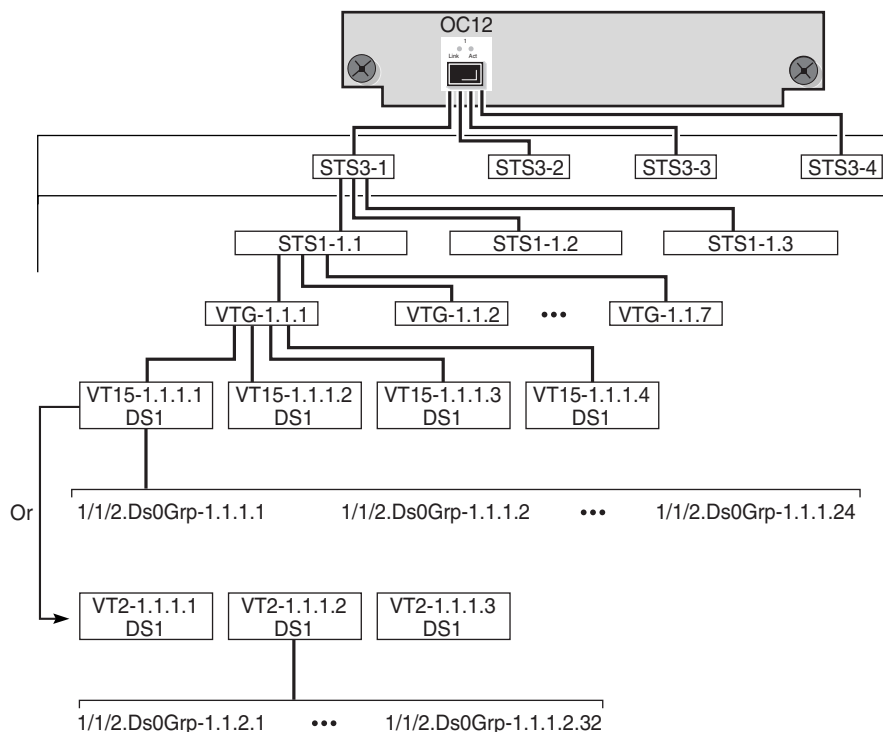 OC12
1
Link Act
STS3-1 STS3-2 STS3-3 STS3-4
STS1-1.1 STS1-1.2 STS1-1.3
VTG-1.1.1 VTG-1.1.2 ••• VTG-1.1.7
VT15-1.1.1.1 VT15-1.1.1.2 VT15-1.1.1.3 VT15-1.1.1.4
DS1 DS1 DS1 DS1
Or 1/1/2.Ds0Grp-1.1.1.1 1/1/2.Ds0Grp-1.1.1.2 ••• 1/1/2.Ds0Grp-1.1.1.24
VT2-1.1.1.1 VT2-1.1.1.2 VT2-1.1.1.3
DS1 DS1 DS1
1/1/2.Ds0Grp-1.1.2.1 ••• 1/1/2.Ds0Grp-1.1.1.2.32